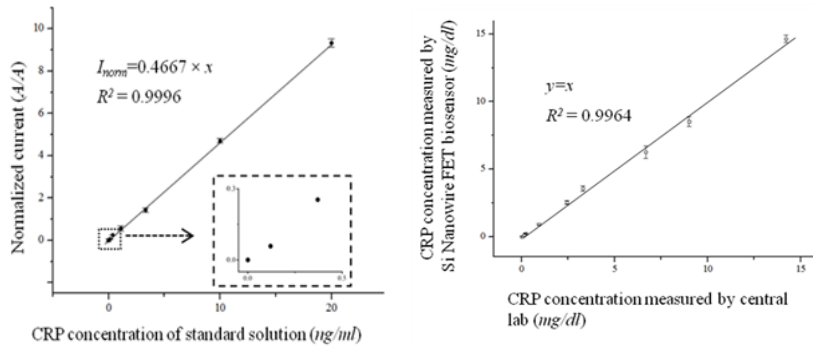 10
8
6
4
2
0
0
10
20
Normalized current (A/A)
I_norm=0.4667 × x
R² = 0.9996
0.3
0.0
0.0
0.5
CRP concentration of standard solution (ng/ml)
15
10
5
0
0
5
10
15
CRP concentration measured by
Si Nanowire FET biosensor (mg/dl)
y=x
R² = 0.9964
CRP concentration measured by central
lab (mg/dl)